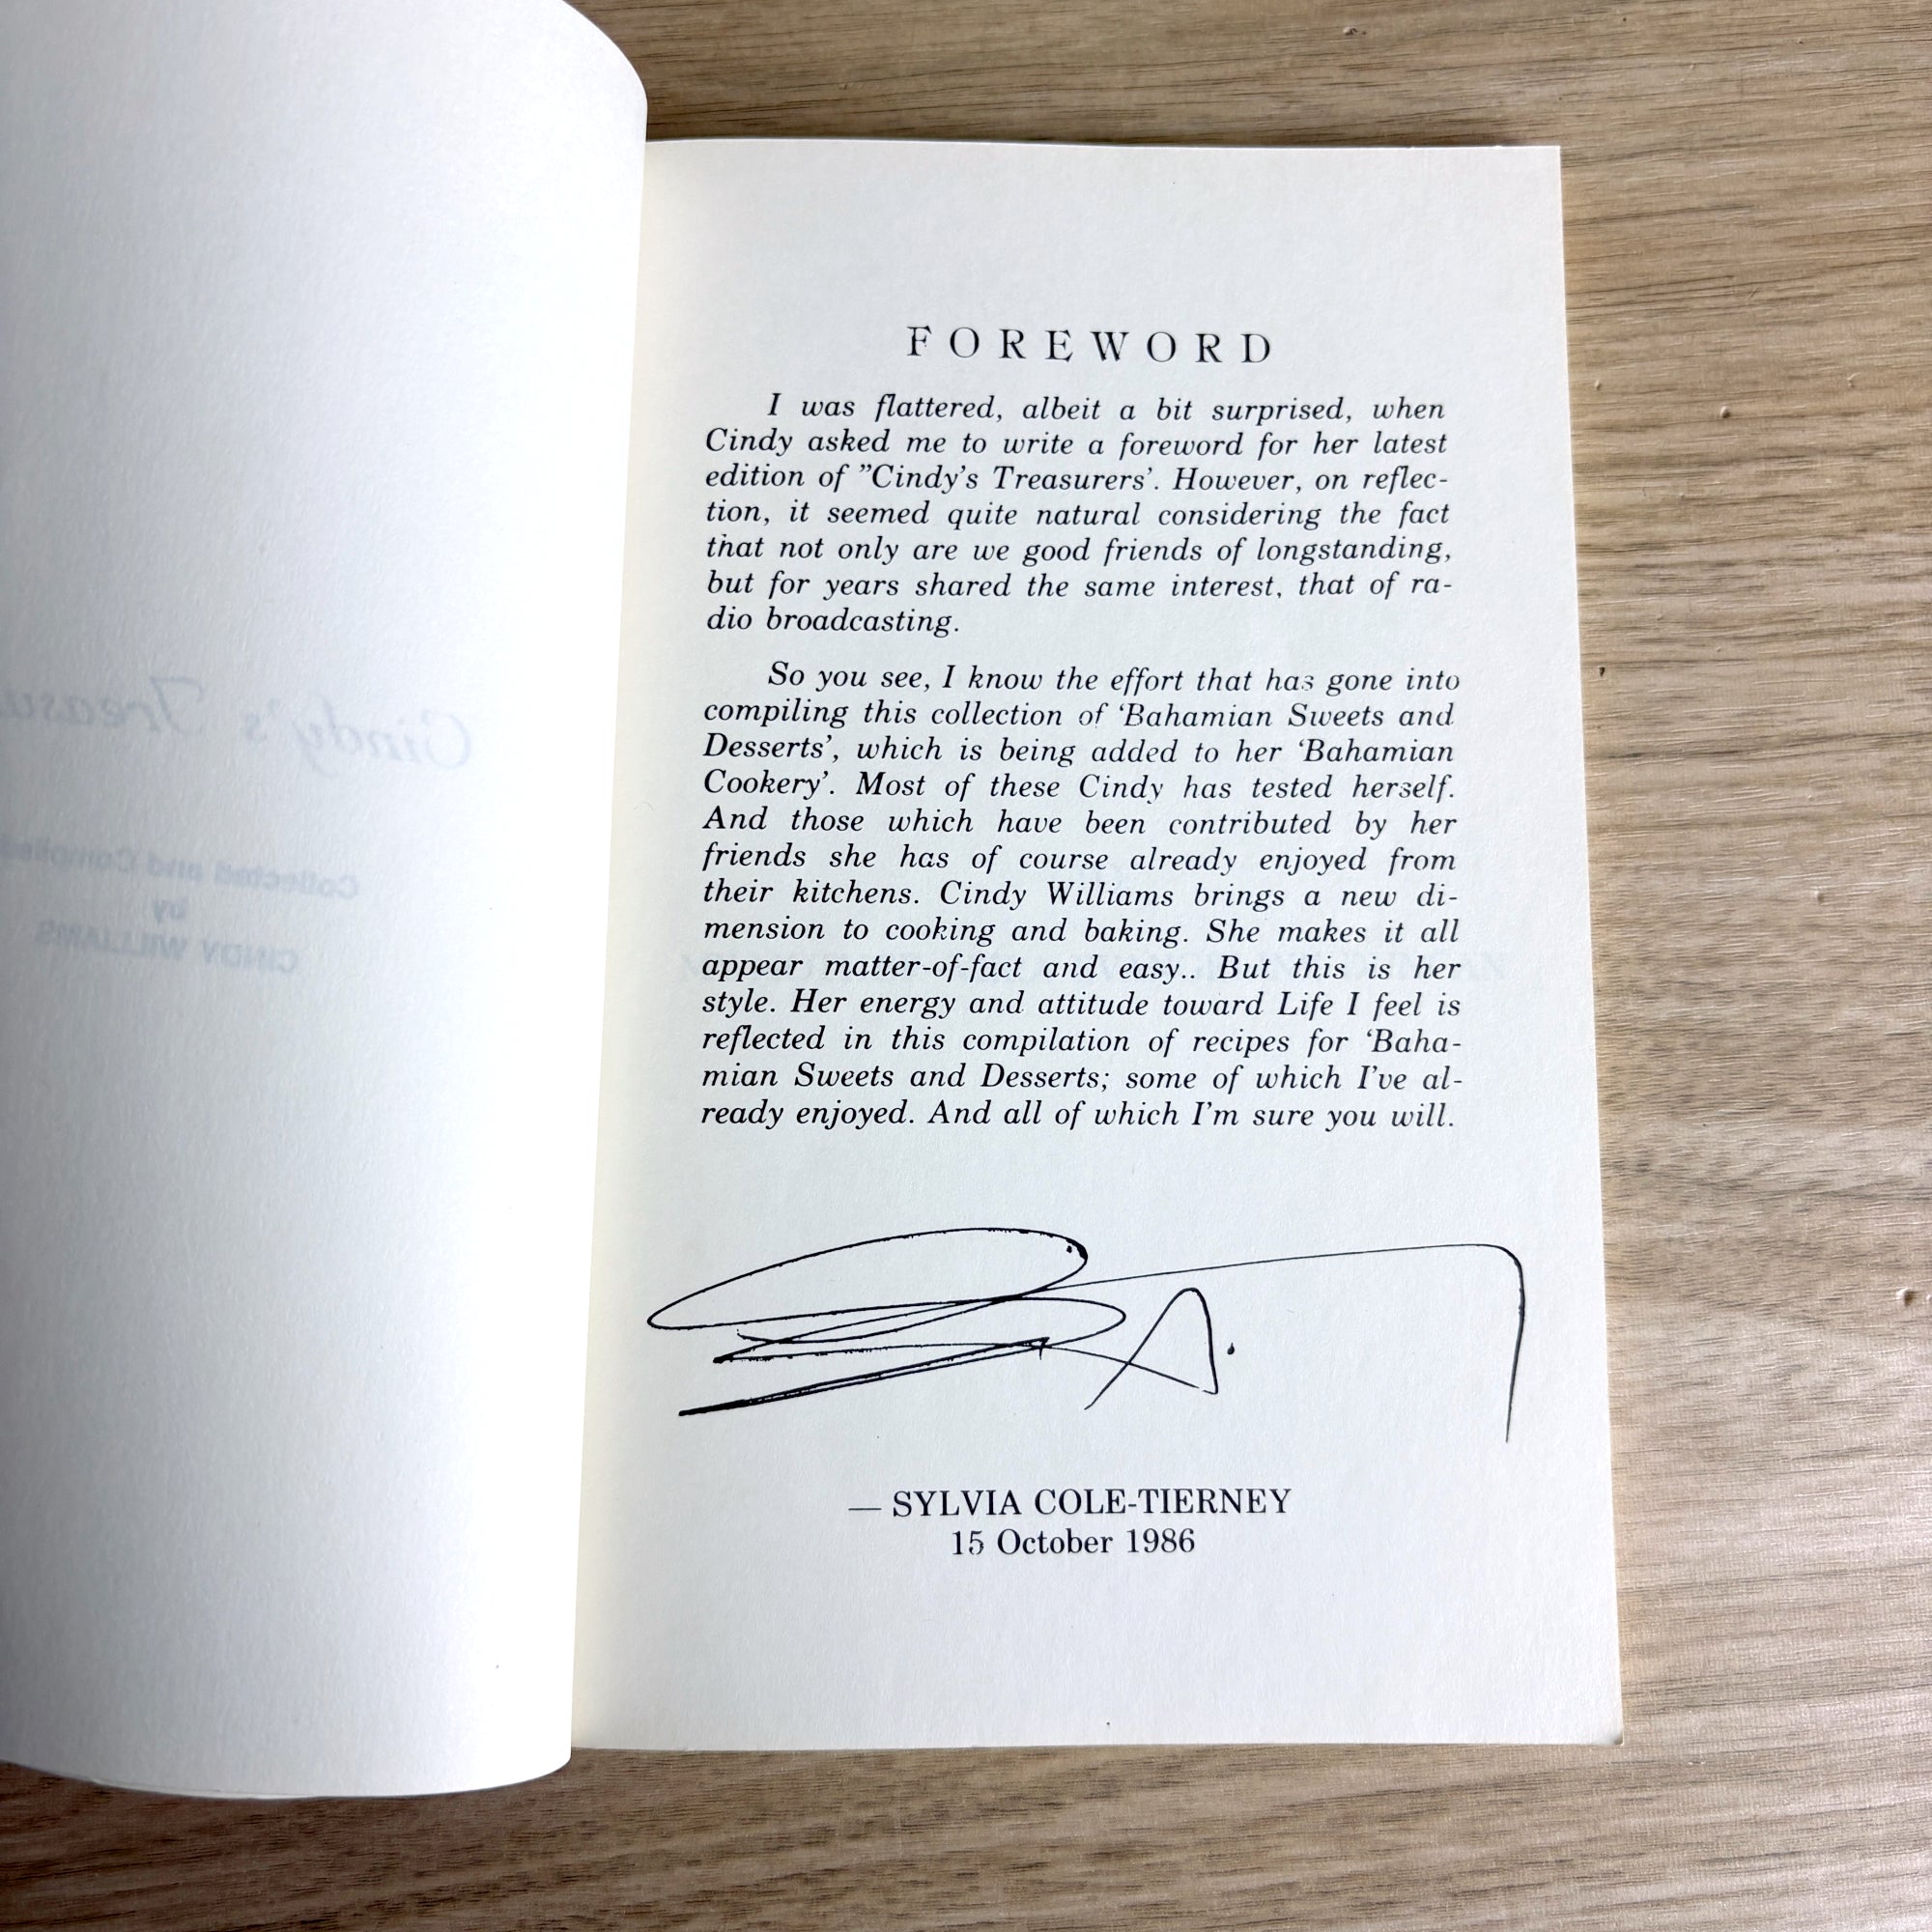 Cindy's
Collected and Compiled
by
CINDY WILLIAMS
FOREWORD
I was flattered, albeit a bit surprised, when
Cindy asked me to write a foreword for her latest
edition of ”Cindy’s Treasurers’. However, on reflec-
tion, it seemed quite natural considering the fact
that not only are we good friends of longstanding,
but for years shared the same interest, that of ra-
dio broadcasting.
So you see, I know the effort that has gone into
compiling this collection of ‘Bahamian Sweets and
Desserts’, which is being added to her ‘Bahamian
Cookery’. Most of these Cindy has tested herself.
And those which have been contributed by her
friends she has of course already enjoyed from
their kitchens. Cindy Williams brings a new di-
mension to cooking and baking. She makes it all
appear matter-of-fact and easy.. But this is her
style. Her energy and attitude toward Life I feel is
reflected in this compilation of recipes for ‘Baha-
mian Sweets and Desserts; some of which I’ve al-
ready enjoyed. And all of which I’m sure you will.
— SYLVIA COLE-TIERNEY
15 October 1986